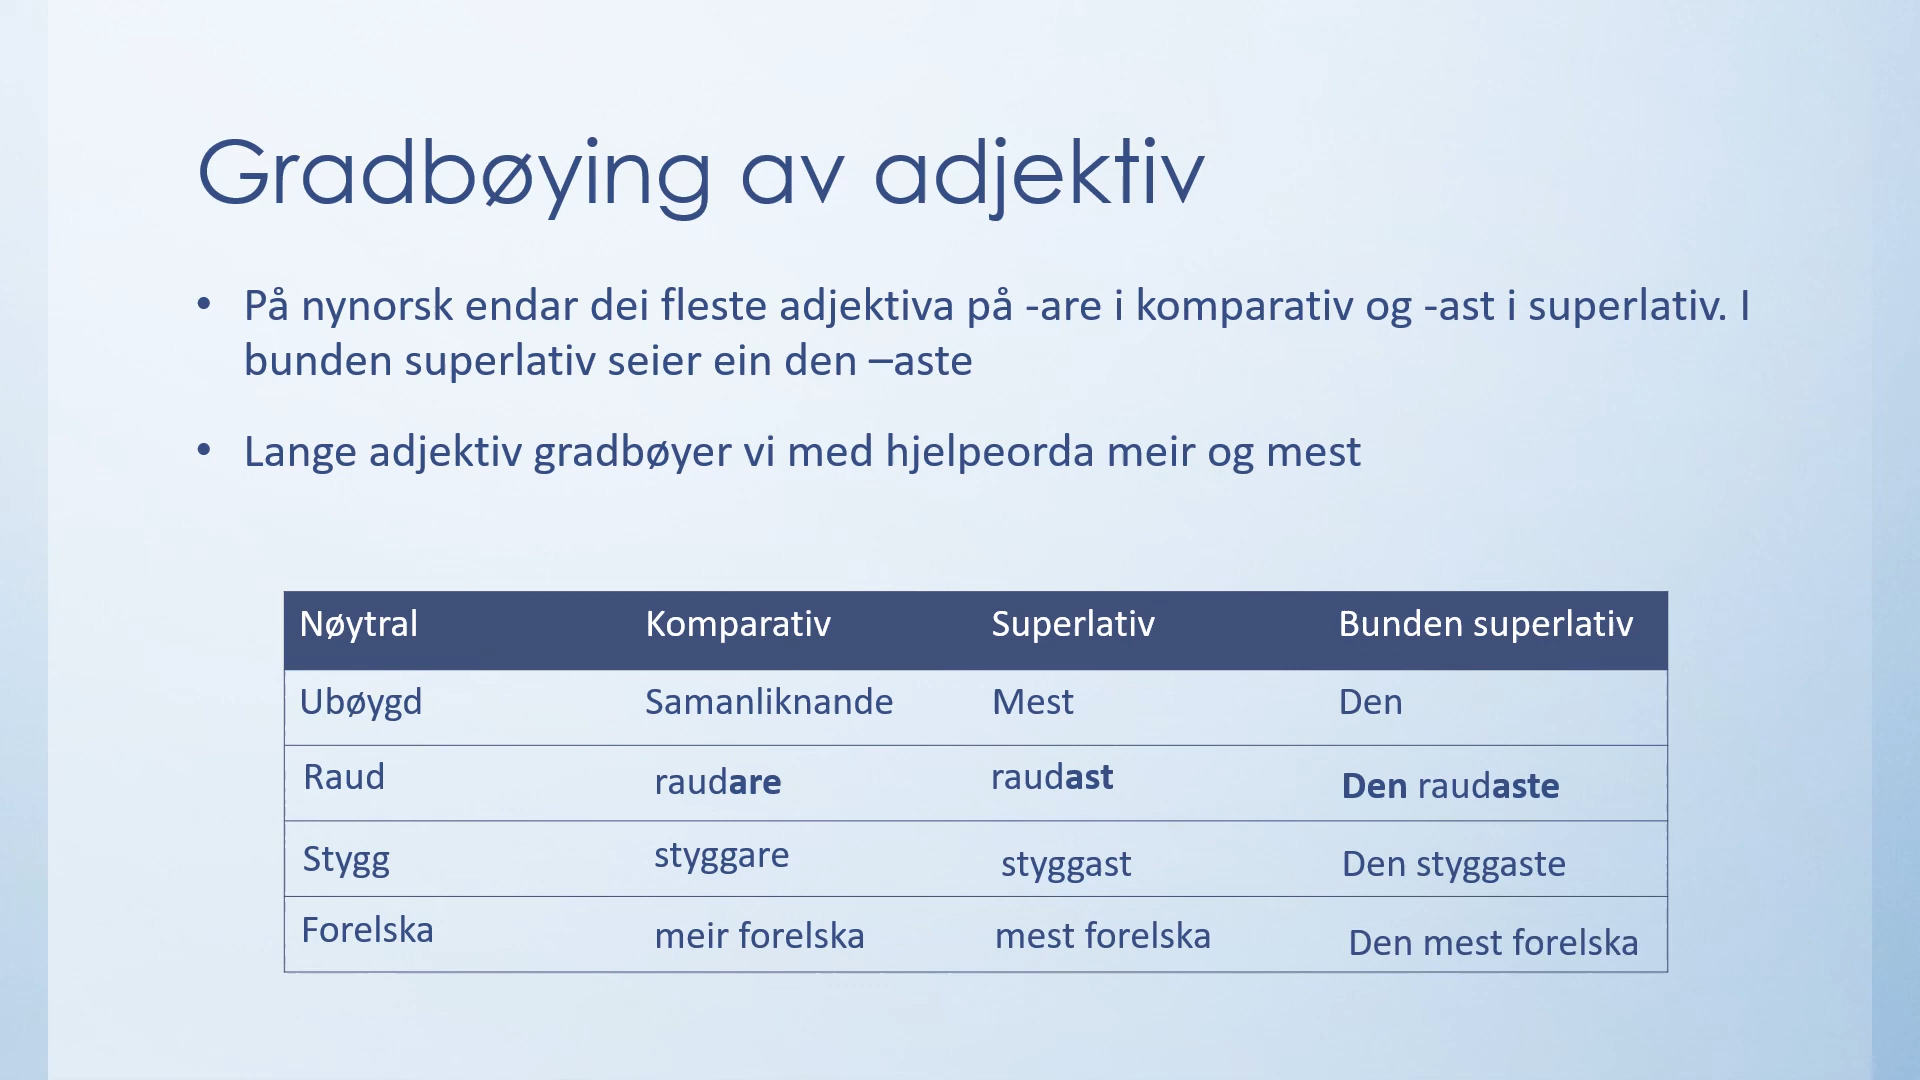 Gradbøying av adjektiv
• På nynorsk endar dei fleste adjektiva på -are i komparativ og -ast i superlativ. I
bunden superlativ seier ein den –aste
• Lange adjektiv gradbøyer vi med hjelpeorda meir og mest
Nøytral Komparativ Superlativ Bunden superlativ
Ubøygd Samanliknande Mest Den
Raud raudare raudast Den raudaste
Stygg styggare styggast Den styggaste
Forelska meir forelska mest forelska Den mest forelska